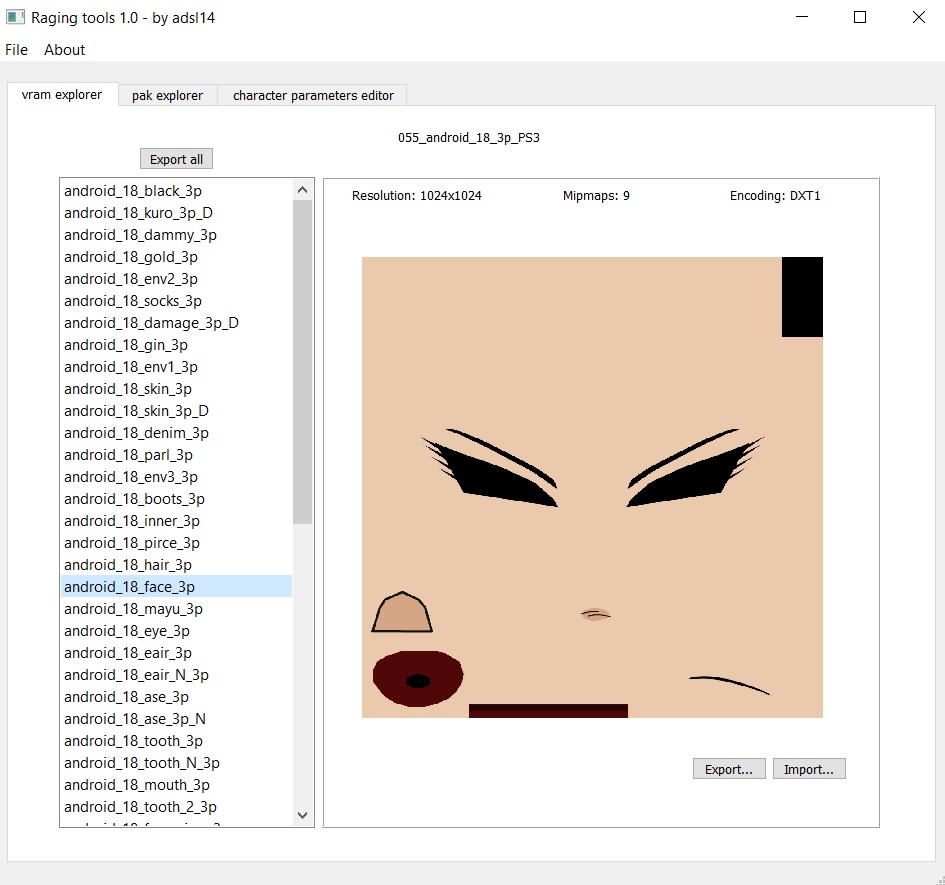 Raging tools 1.0 - by adsl14
File About
vram explorer pak explorer character parameters editor
055_android_18_3p_PS3
Export all
Resolution: 1024x1024 Mipmaps: 9 Encoding: DXT1
android_18_black_3p
android_18_kuro_3p_D
android_18_dammy_3p
android_18_gold_3p
android_18_env2_3p
android_18_socks_3p
android_18_damage_3p_D
android_18_gin_3p
android_18_env1_3p
android_18_skin_3p
android_18_skin_3p_D
android_18_denim_3p
android_18_parl_3p
android_18_env3_3p
android_18_boots_3p
android_18_inner_3p
android_18_pirce_3p
android_18_hair_3p
android_18_face_3p
android_18_mayu_3p
android_18_eye_3p
android_18_eair_3p
android_18_eair_N_3p
android_18_ase_3p
android_18_ase_3p_N
android_18_tooth_3p
android_18_tooth_N_3p
android_18_mouth_3p
android_18_tooth_2_3p
Export... Import...